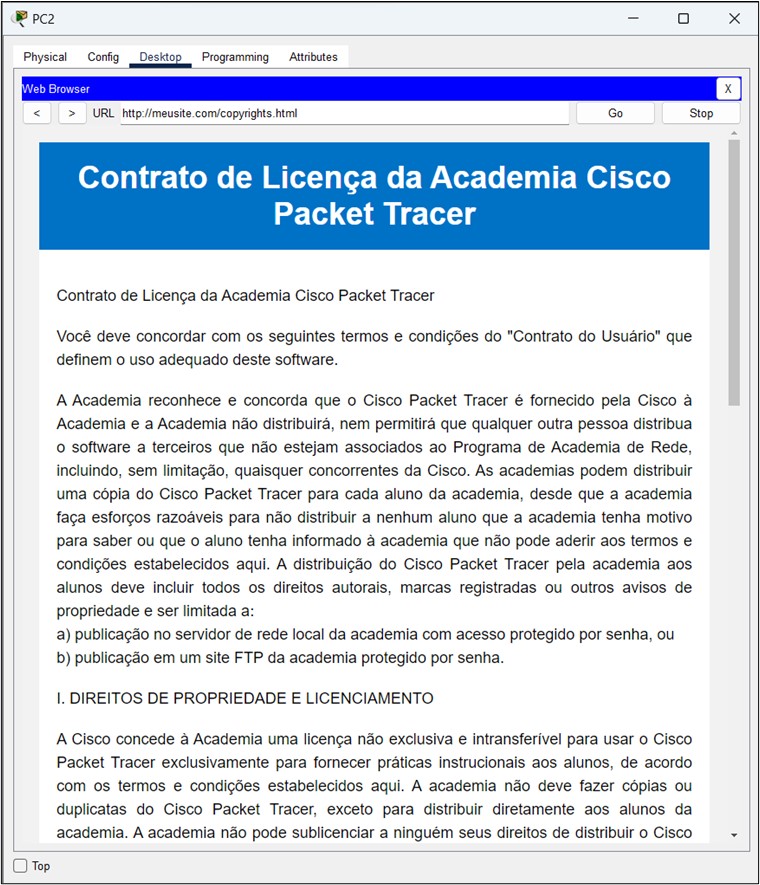 PC2
Physical Config Desktop Programming Attributes
Web Browser X
< > URL http://meusite.com/copyrights.html Go Stop
Contrato de Licença da Academia Cisco
Packet Tracer
Contrato de Licença da Academia Cisco Packet Tracer
Você deve concordar com os seguintes termos e condições do "Contrato do Usuário" que
definem o uso adequado deste software.
A Academia reconhece e concorda que o Cisco Packet Tracer é fornecido pela Cisco à
Academia e a Academia não distribuirá, nem permitirá que qualquer outra pessoa distribua
o software a terceiros que não estejam associados ao Programa de Academia de Rede,
incluindo, sem limitação, quaisquer concorrentes da Cisco. As academias podem distribuir
uma cópia do Cisco Packet Tracer para cada aluno da academia, desde que a academia
faça esforços razoáveis para não distribuir a nenhum aluno que a academia tenha motivo
para saber ou que o aluno tenha informado à academia que não pode aderir aos termos e
condições estabelecidos aqui. A distribuição do Cisco Packet Tracer pela academia aos
alunos deve incluir todos os direitos autorais, marcas registradas ou outros avisos de
propriedade e ser limitada a:
a) publicação no servidor de rede local da academia com acesso protegido por senha, ou
b) publicação em um site FTP da academia protegido por senha.
I. DIREITOS DE PROPRIEDADE E LICENCIAMENTO
A Cisco concede à Academia uma licença não exclusiva e intransferível para usar o Cisco
Packet Tracer exclusivamente para fornecer práticas instrucionais aos alunos, de acordo
com os termos e condições estabelecidos aqui. A academia não deve fazer cópias ou
duplicatas do Cisco Packet Tracer, exceto para distribuir diretamente aos alunos da
academia. A academia não pode sublicenciar a ninguém seus direitos de distribuir o Cisco
Top